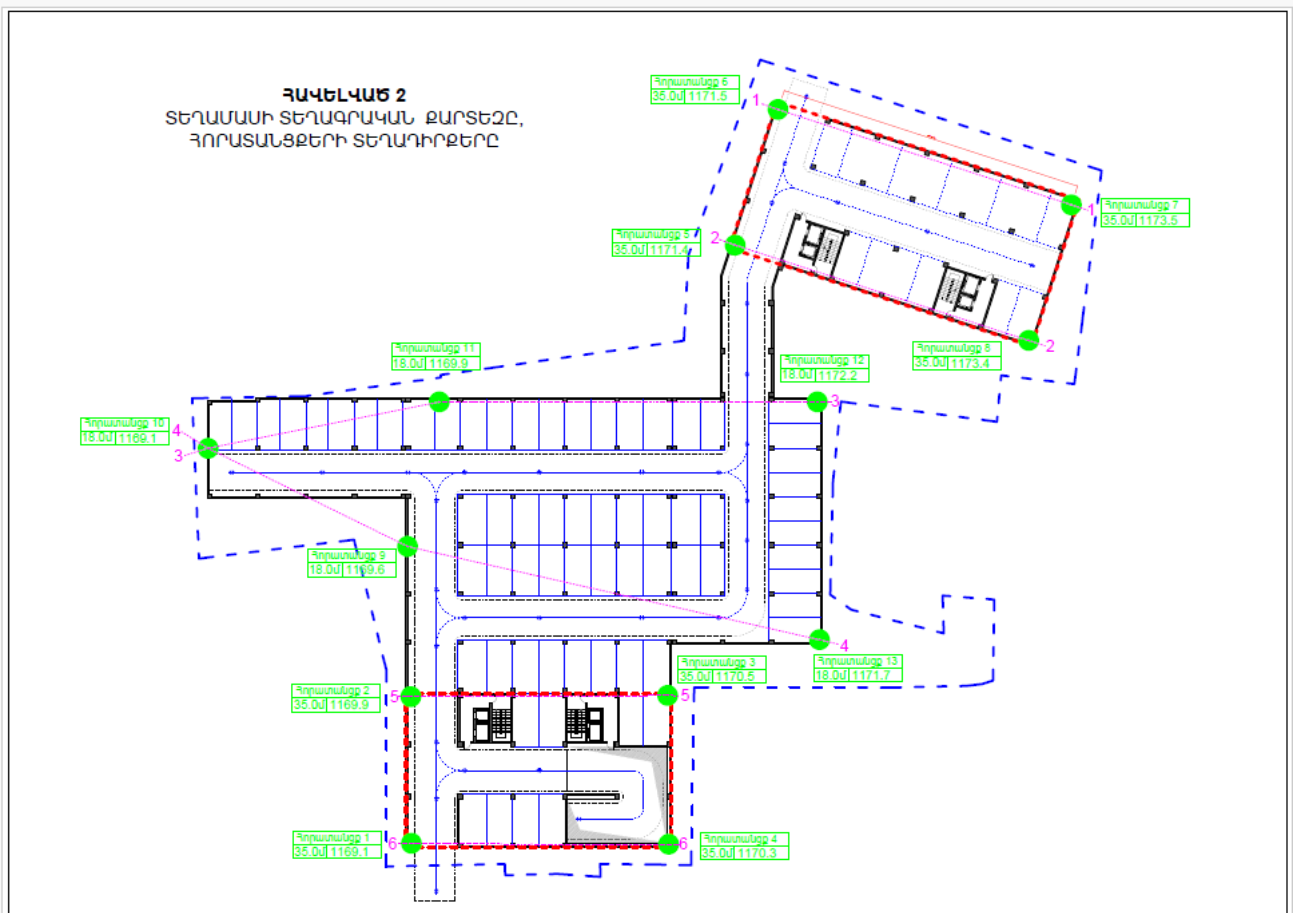 ՀԱՎԵԼՎԱԾ 2
ՏԵՂԱՄԱՍԻ ՏԵՂԱԳՐԱԿԱՆ ՔԱՐՏԵԶԸ,
ՀՈՐԱՏԱՆՑՔԵՐԻ ՏԵՂԱԴԻՐՔԵՐԸ
Հորատանցք 6
35.0մ 1171.5
1
Հորատանցք 7
35.0մ 1173.5
1
Հորատանցք 5
35.0մ 1171.4
2
Հորատանցք 8
35.0մ 1173.4
2
Հորատանցք 11
18.0մ 1169.9
Հորատանցք 12
18.0մ 1172.2
3
Հորատանցք 10
18.0մ 1169.1
4
3
Հորատանցք 9
18.0մ 1169.6
4
Հորատանցք 3
35.0մ 1170.5
Հորատանցք 13
18.0մ 1171.7
Հորատանցք 2
35.0մ 1169.9
5
5
Հորատանցք 1
35.0մ 1169.1
6
6
Հորատանցք 4
35.0մ 1170.3